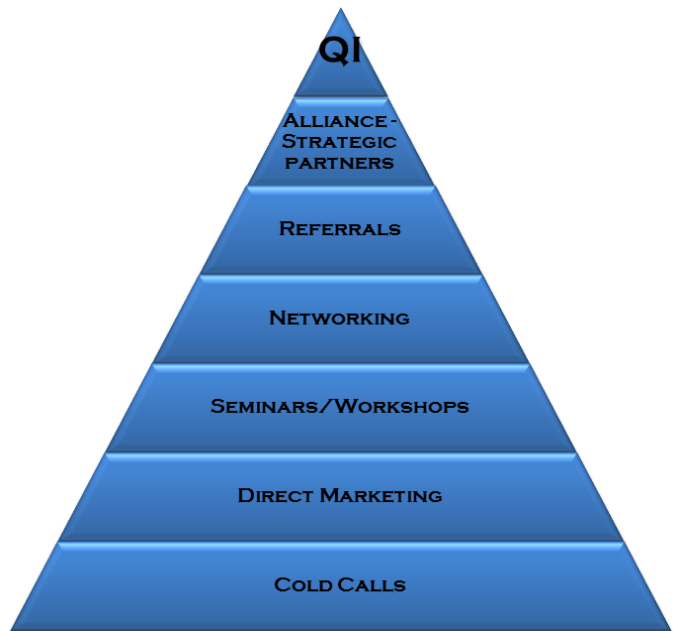 QI
Alliance -
Strategic
partners
Referrals
Networking
Seminars/Workshops
Direct Marketing
Cold Calls